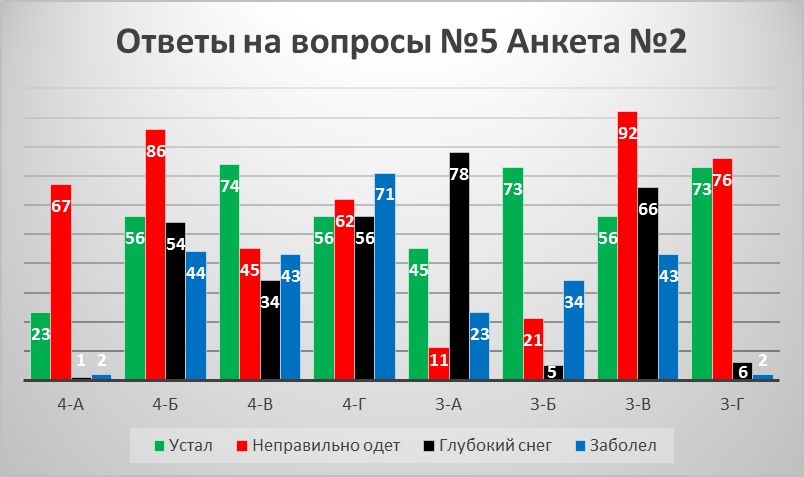 Ответы на вопросы №5 Анкета №2
23 67 1 2
56 86 54 44
74 45 34 43
56 62 56 71
45 11 78 23
73 21 5 34
56 92 66 43
73 76 6 2
4-А 4-Б 4-В 4-Г 3-А 3-Б 3-В 3-Г
Устал Неправильно одет Глубокий снег Заболел